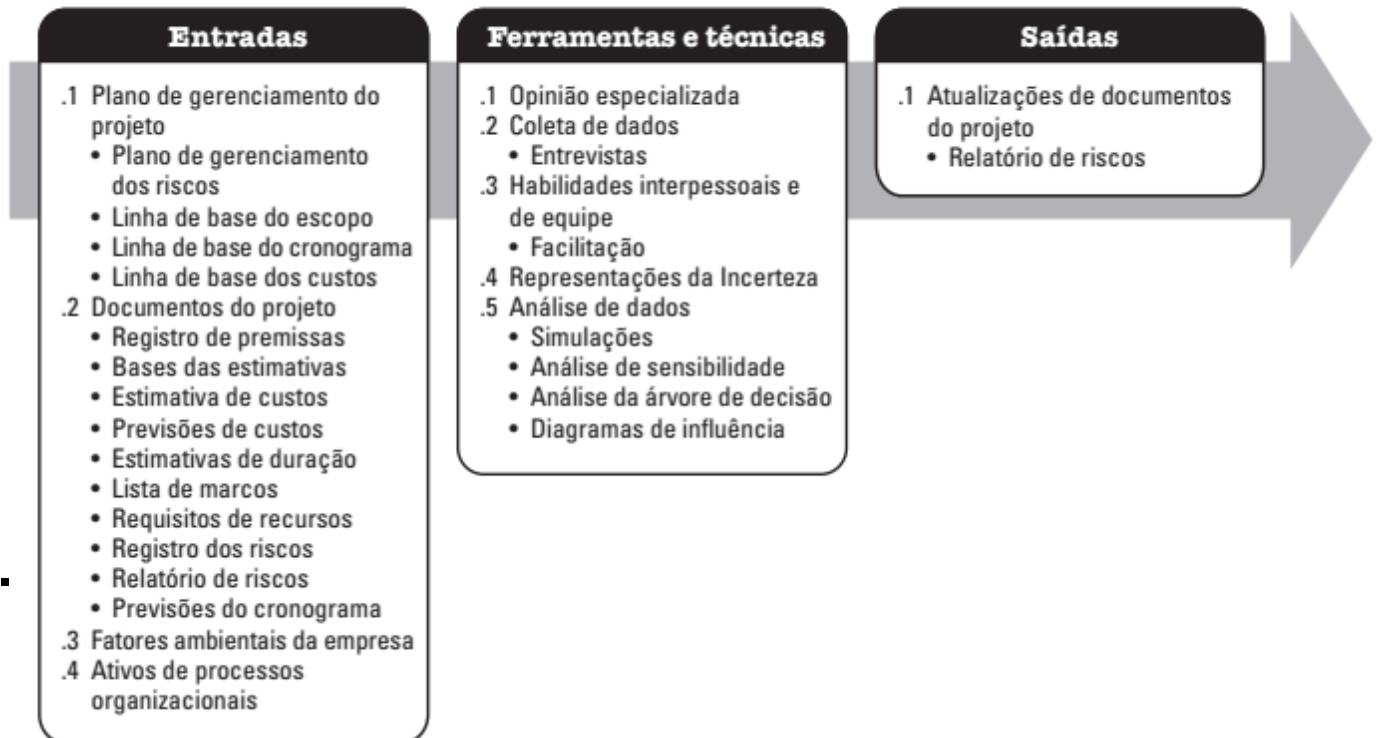 Entradas
.1 Plano de gerenciamento do
projeto
• Plano de gerenciamento
dos riscos
• Linha de base do escopo
• Linha de base do cronograma
• Linha de base dos custos
.2 Documentos do projeto
• Registro de premissas
• Bases das estimativas
• Estimativa de custos
• Previsões de custos
• Estimativas de duração
• Lista de marcos
• Requisitos de recursos
• Registro dos riscos
• Relatório de riscos
• Previsões do cronograma
.3 Fatores ambientais da empresa
.4 Ativos de processos
organizacionais
Ferramentas e técnicas
.1 Opinião especializada
.2 Coleta de dados
• Entrevistas
.3 Habilidades interpessoais e
de equipe
• Facilitação
.4 Representações da Incerteza
.5 Análise de dados
• Simulações
• Análise de sensibilidade
• Análise da árvore de decisão
• Diagramas de influência
Saídas
.1 Atualizações de documentos
do projeto
• Relatório de riscos